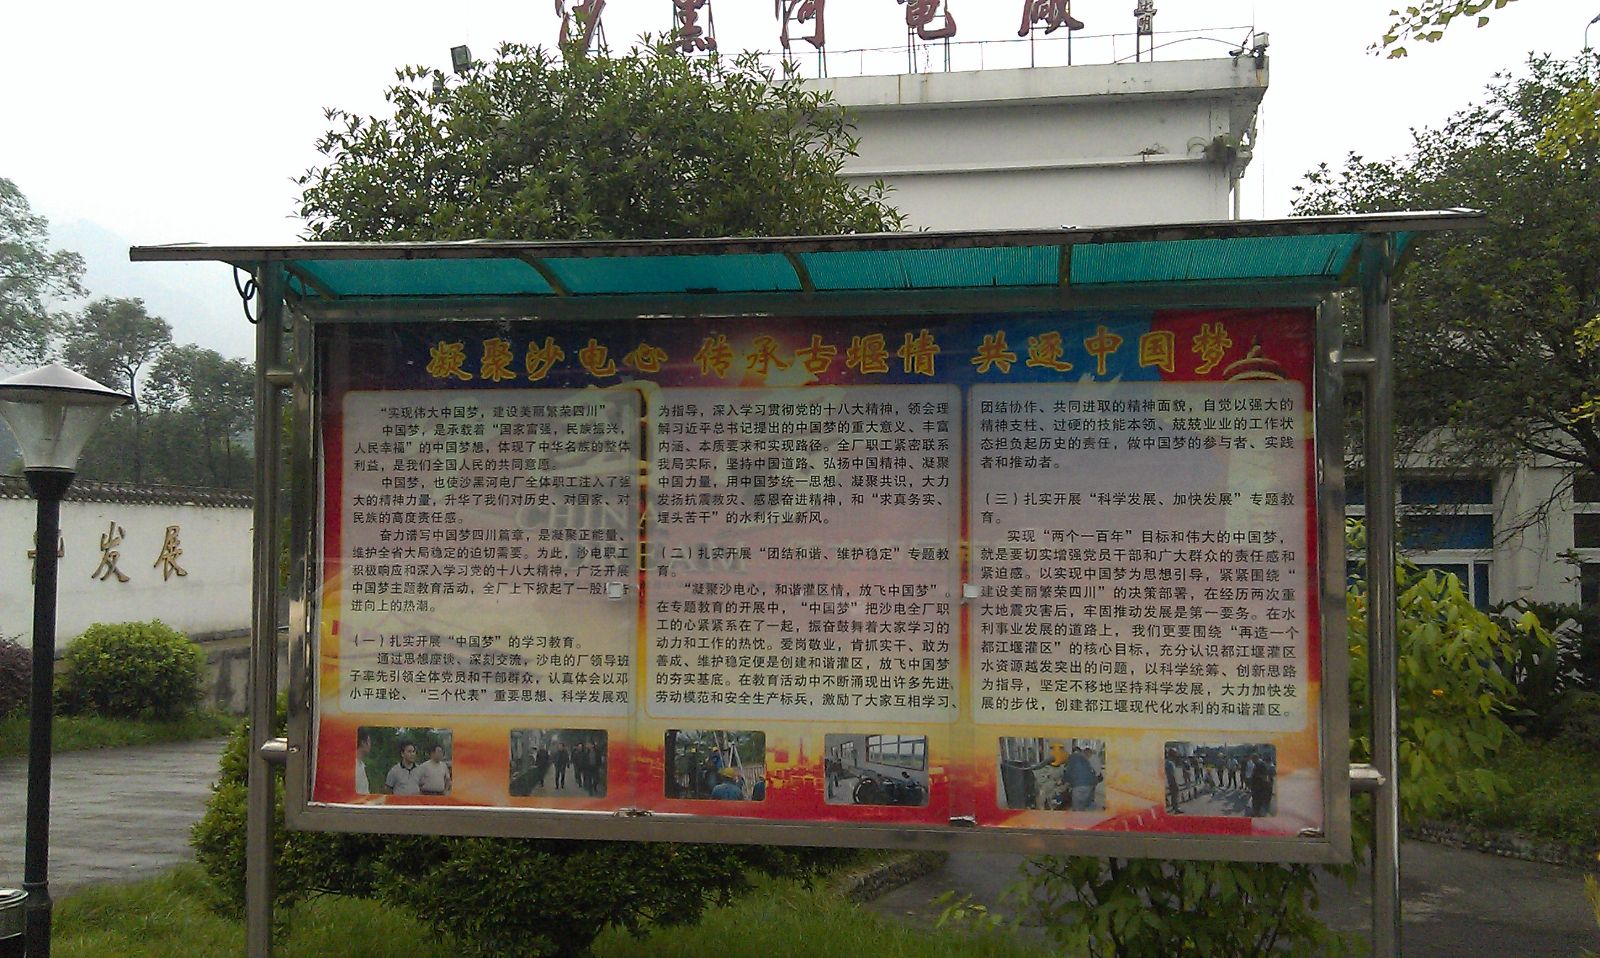 沙黑河电厂
发展
凝聚沙电心 传承古堰情 共逐中国梦
“实现伟大中国梦，建设美丽繁荣四川”
中国梦，是承载着“国家富强，民族振兴，
人民幸福”的中国梦想，体现了中华名族的整体
利益，是我们全国人民的共同意愿。
中国梦，也使沙黑河电厂全体职工注入了强
大的精神力量，升华了我们对历史、对国家、对
民族的高度责任感。
奋力谱写中国梦四川篇章，是凝聚正能量、
维护全省大局稳定的迫切需要。为此，沙电职工
积极响应和深入学习党的十八大精神，广泛开展
中国梦主题教育活动，全厂上下掀起了一股
进向上的热潮。
（一）扎实开展“中国梦”的学习教育。
通过思想座谈、深刻交流，沙电的厂领导班
子率先引领全体党员和干部群众，认真体会以邓
小平理论、“三个代表”重要思想、科学发展观
为指导，深入学习贯彻党的十八大精神，领会理
解习近平总书记提出的中国梦的重大意义、丰富
内涵、本质要求和实现路径。全厂职工紧密联系
我局实际，坚持中国道路、弘扬中国精神、凝聚
中国力量，用中国梦统一思想、凝聚共识，大力
发扬抗震救灾、感恩奋进精神，和“求真务实、
埋头苦干”的水利行业新风。
（二）扎实开展“团结和谐、维护稳定”专题教
育。
“凝聚沙电心，和谐灌区情，放飞中国梦”。
在专题教育的开展中，“中国梦”把沙电全厂职
工的心紧紧系在了一起，振奋鼓舞着大家学习的
动力和工作的热忱。爱岗敬业，肯抓实干、敢为
善成、维护稳定便是创建和谐灌区，放飞中国梦
的夯实基底。在教育活动中不断涌现出许多先进、
劳动模范和安全生产标兵，激励了大家互相学习、
团结协作、共同进取的精神面貌，自觉以强大的
精神支柱、过硬的技能本领、兢兢业业的工作状
态担负起历史的责任，做中国梦的参与者、实践
者和推动者。
（三）扎实开展“科学发展、加快发展”专题教
育。
实现“两个一百年”目标和伟大的中国梦，
就是要切实增强党员干部和广大群众的责任感和
紧迫感。以实现中国梦为思想引导，紧紧围绕“
建设美丽繁荣四川”的决策部署，在经历两次重
大地震灾害后，牢固推动发展是第一要务。在水
利事业发展的道路上，我们更要围绕“再造一个
都江堰灌区”的核心目标，充分认识都江堰灌区
水资源越发突出的问题，以科学统筹、创新思路
为指导，坚定不移地坚持科学发展，大力加快发
展的步伐，创建都江堰现代化水利的和谐灌区。